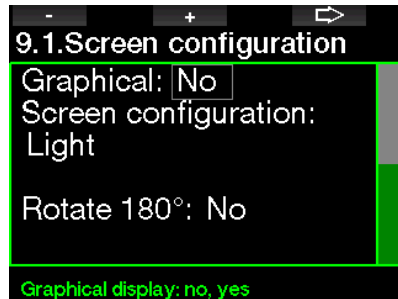 - +
9.1.Screen configuration
Graphical: No
Screen configuration:
Light
Rotate 180°: No
Graphical display: no, yes